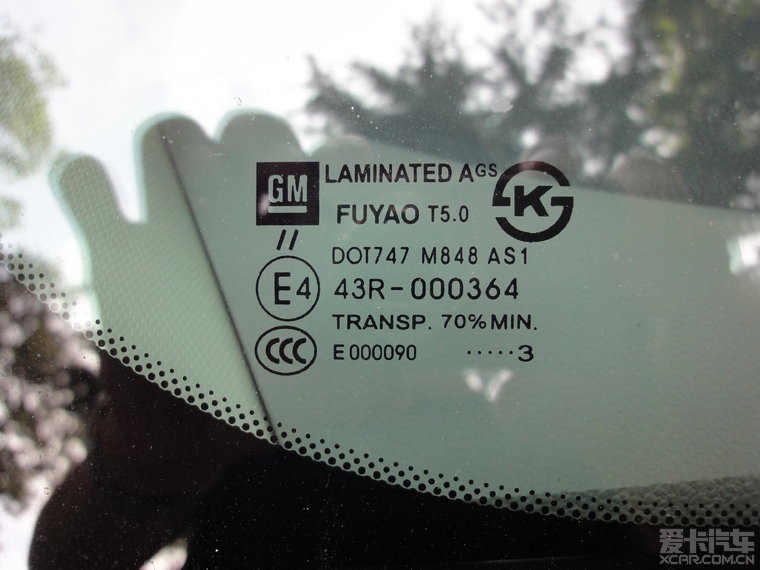 GM LAMINATED AGS
FUYAO T5.0 K
//
DOT747 M848 AS1
E4 43R-000364
TRANSP. 70% MIN.
CCC E000090 ·····3
爱卡汽车
XCAR.COM.CN